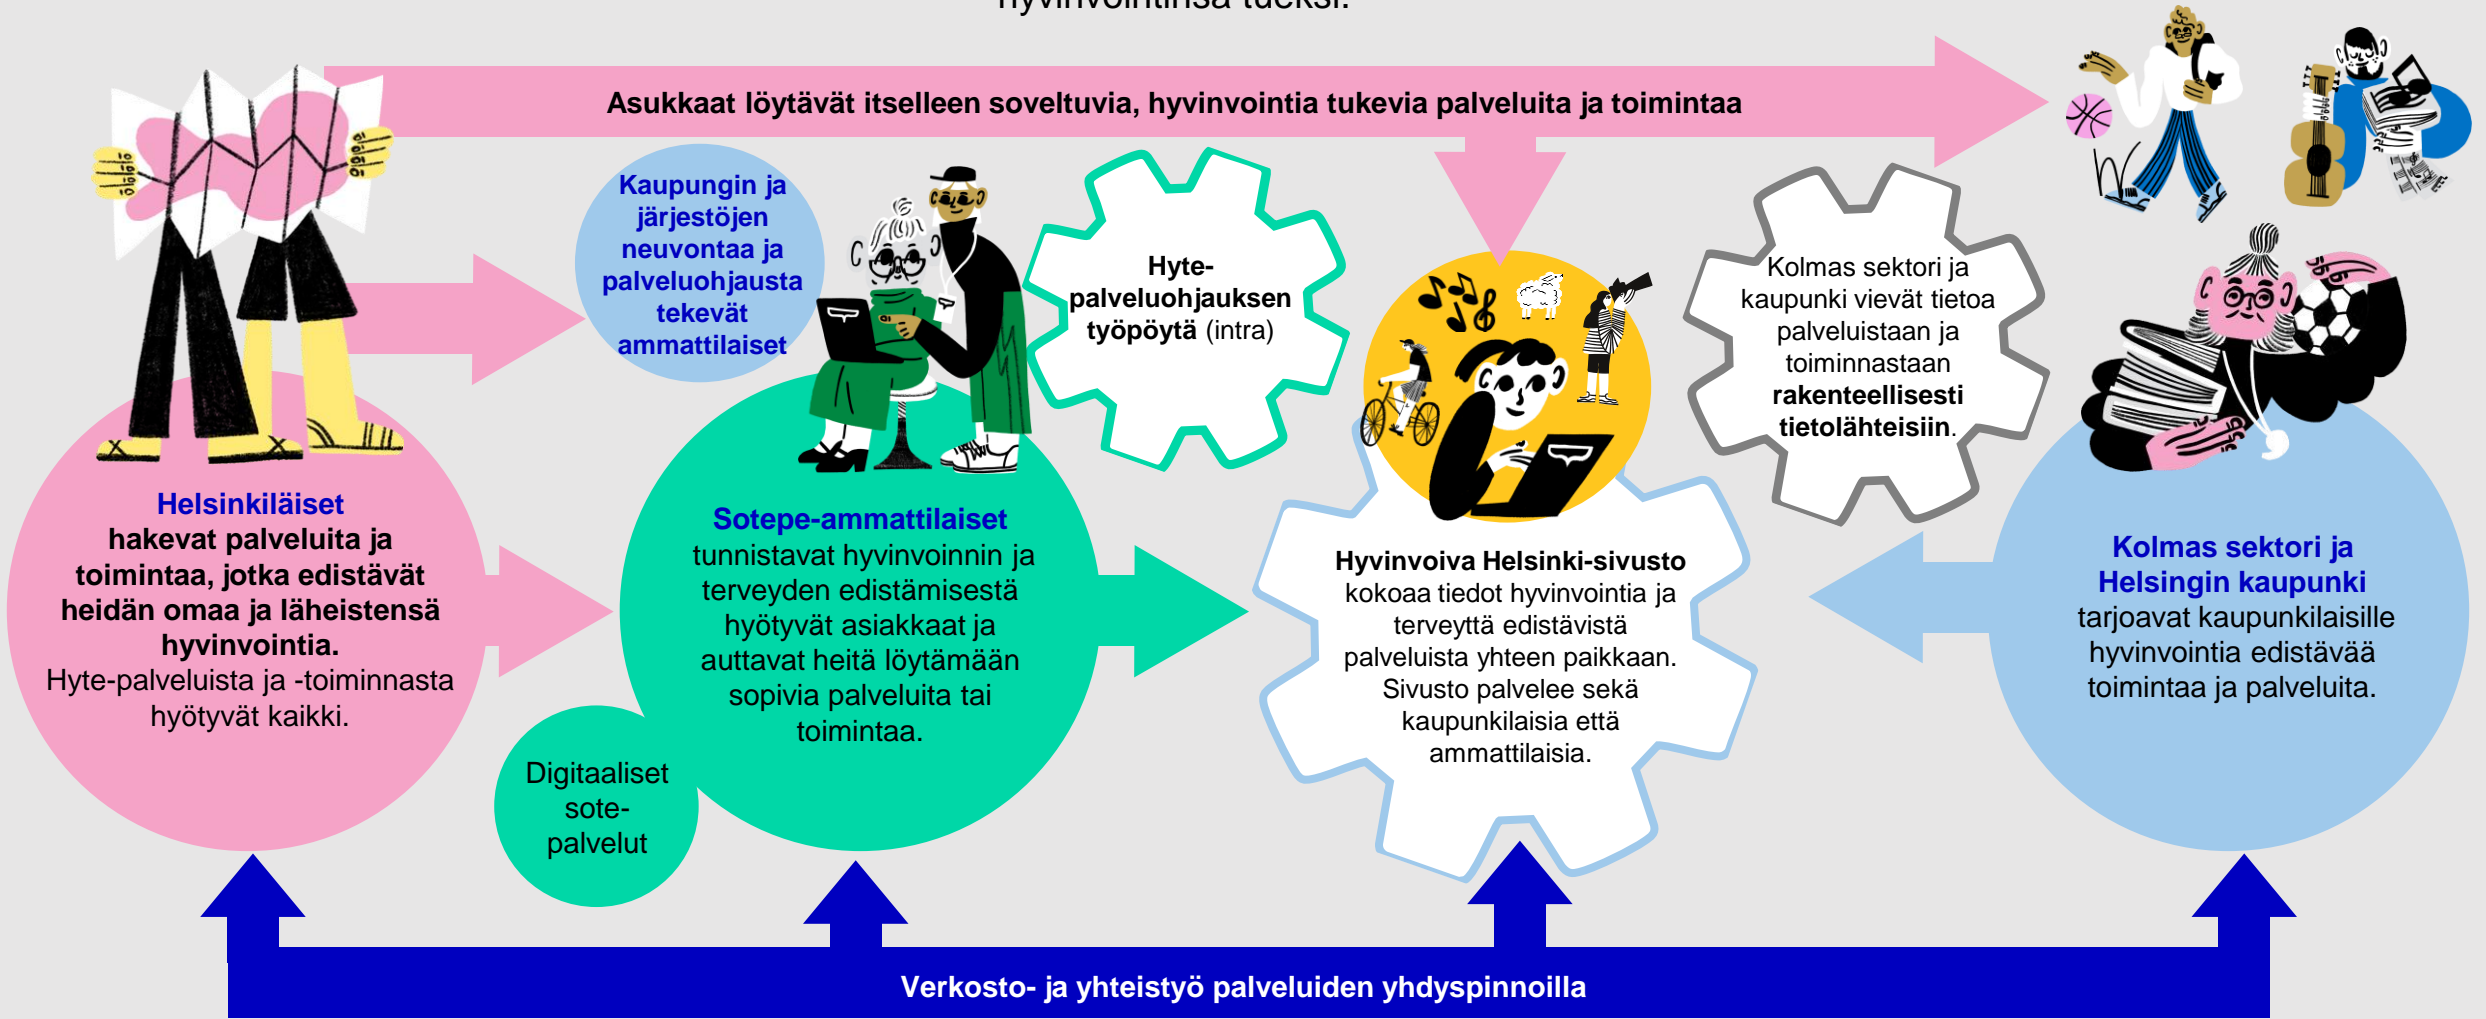 hyvinvointinsa tueksi.
Asukkaat löytävät itselleen soveltuvia, hyvinvointia tukevia palveluita ja toimintaa
Kaupungin ja
järjestöjen
neuvontaa ja
palveluohjausta
tekevät
ammattilaiset
Hyte-
palveluohjauksen
työpöytä (intra)
Kolmas sektori ja
kaupunki vievät tietoa
palveluistaan ja
toiminnastaan
rakenteellisesti
tietolähteisiin.
Helsinkiläiset
hakevat palveluita ja
toimintaa, jotka edistävät
heidän omaa ja läheistensä
hyvinvointia.
Hyte-palveluista ja -toiminnasta
hyötyvät kaikki.
Sotepe-ammattilaiset
tunnistavat hyvinvoinnin ja
terveyden edistämisestä
hyötyvät asiakkaat ja
auttavat heitä löytämään
sopivia palveluita tai
toimintaa.
Digitaaliset
sote-
palvelut
Hyvinvoiva Helsinki-sivusto
kokoaa tiedot hyvinvointia ja
terveyttä edistävistä
palveluista yhteen paikkaan.
Sivusto palvelee sekä
kaupunkilaisia että
ammattilaisia.
Kolmas sektori ja
Helsingin kaupunki
tarjoavat kaupunkilaisille
hyvinvointia edistävää
toimintaa ja palveluita.
Verkosto- ja yhteistyö palveluiden yhdyspinnoilla